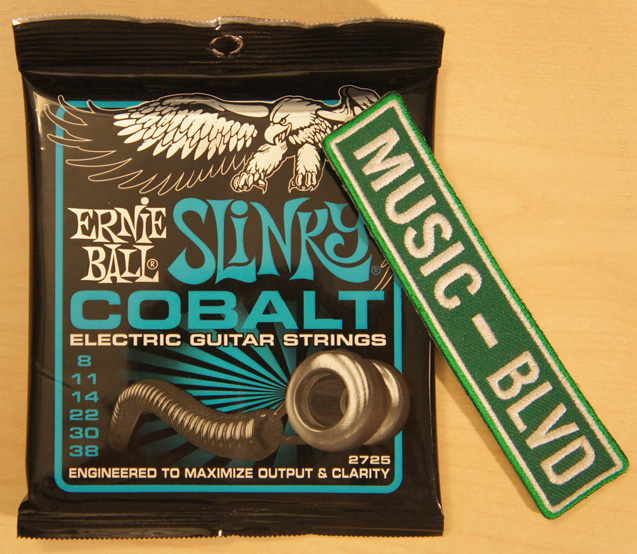 ERNIE
BALL®
SLINKY®
COBALT
ELECTRIC GUITAR STRINGS
8
11
14
22
30
38
2725
ENGINEERED TO MAXIMIZE OUTPUT & CLARITY
MUSIC - BLVD